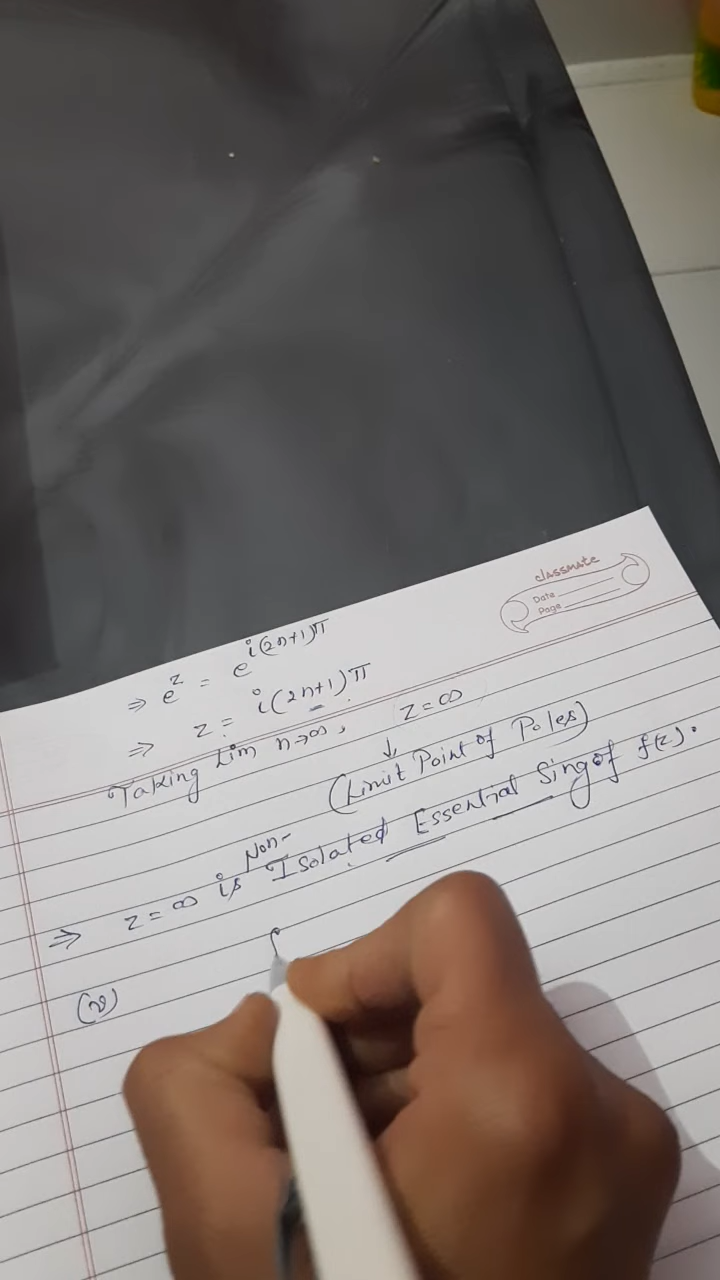 classmate
Date
Page
⇒ e^z = e^{i(2n+1)π}
⇒ z = i(2n+1)π
Taking Lim n→∞, z=∞
↓
(Limit Point of Poles)
Non-
⇒ z=∞ is Isolated Essential Sing of f(z).
(v)